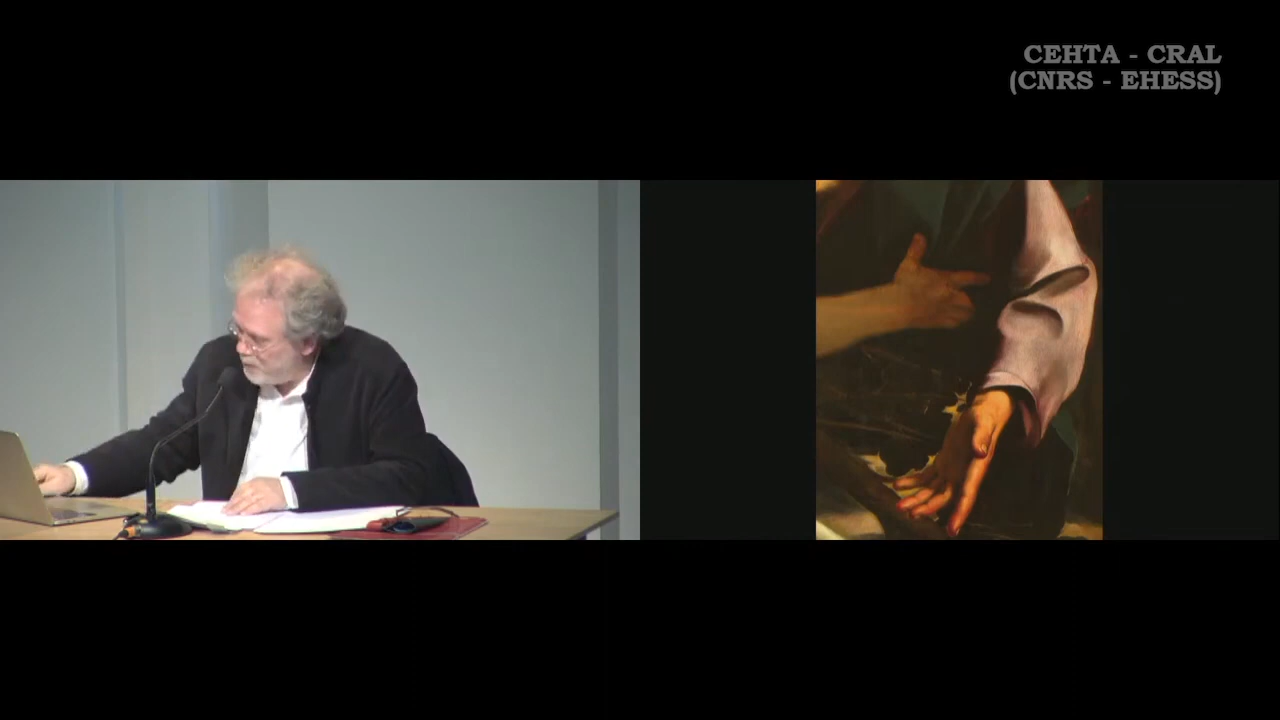 CEHTA - CRAL
(CNRS - EHESS)